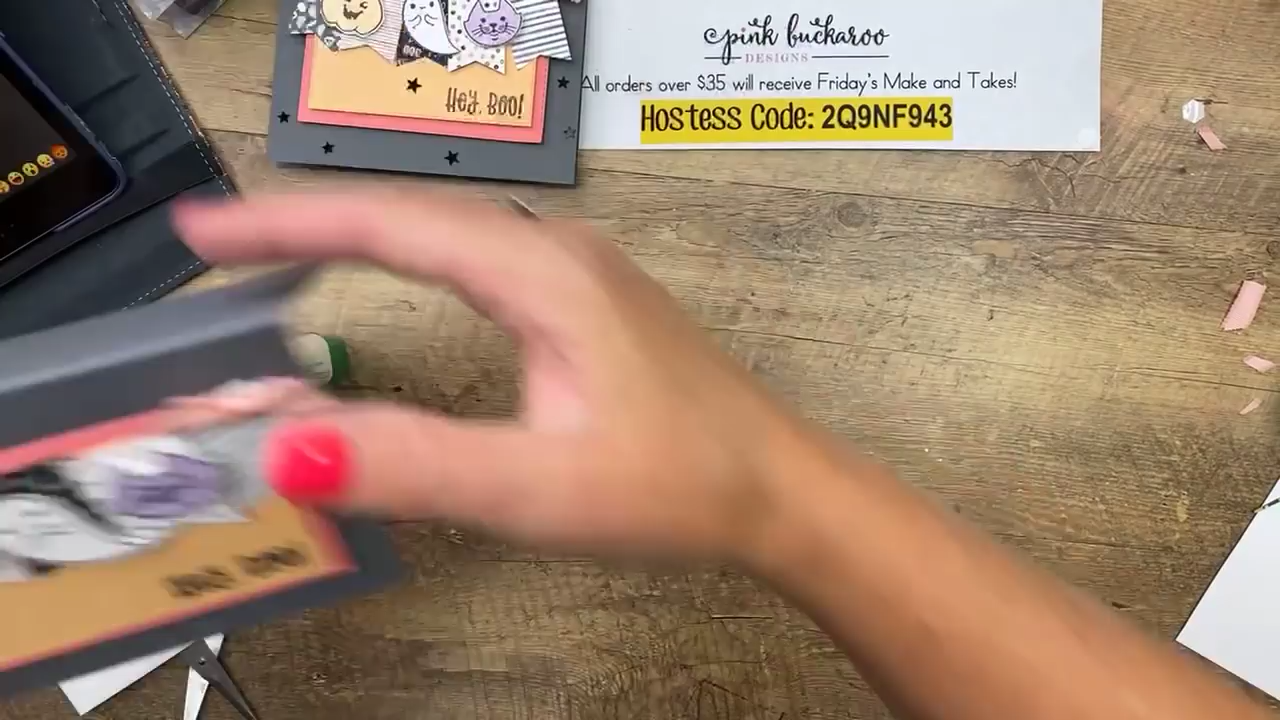 pink buckaroo
DESIGNS
All orders over $35 will receive Friday's Make and Takes!
Hostess Code: 2Q9NF943
Hey, Boo!